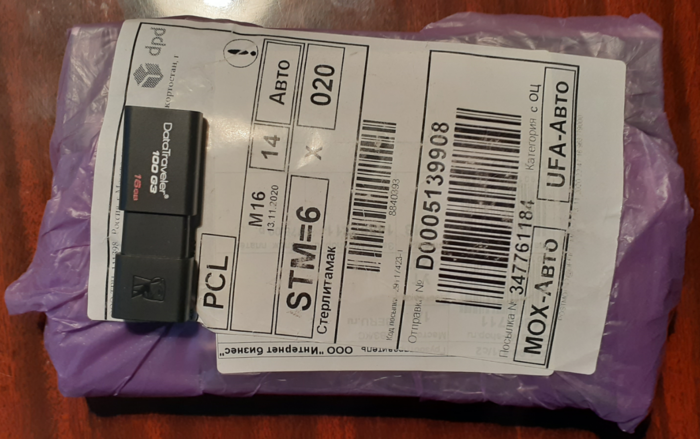 dpd
DataTraveler
100 G3
16GB
PCL
M16
13.11.2020
14
Авто
STM=6
X
020
Стерлитамак
8840393
Отправка №
D0005139908
Посылка №
347761184
Категория с ОЦ
MOX-Авто
UFA-Авто
ООО "Интернет бизнес"